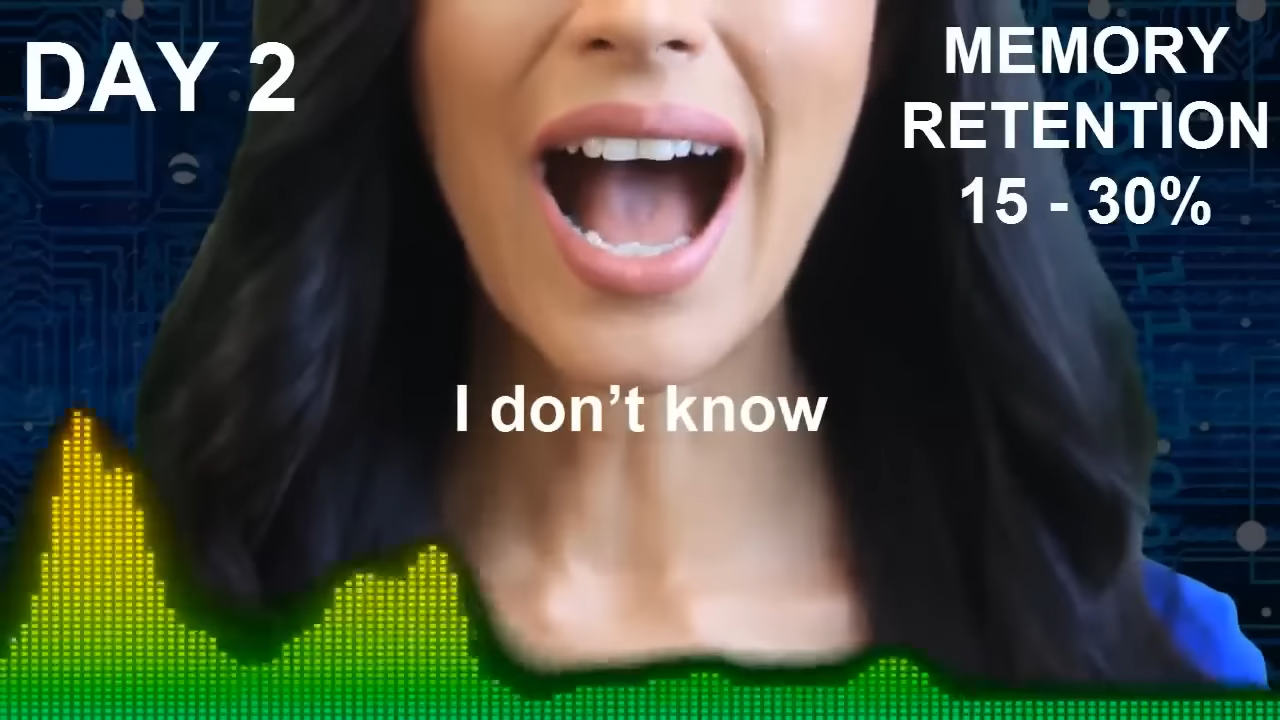 DAY 2
MEMORY
RETENTION
15 - 30%
I don’t know